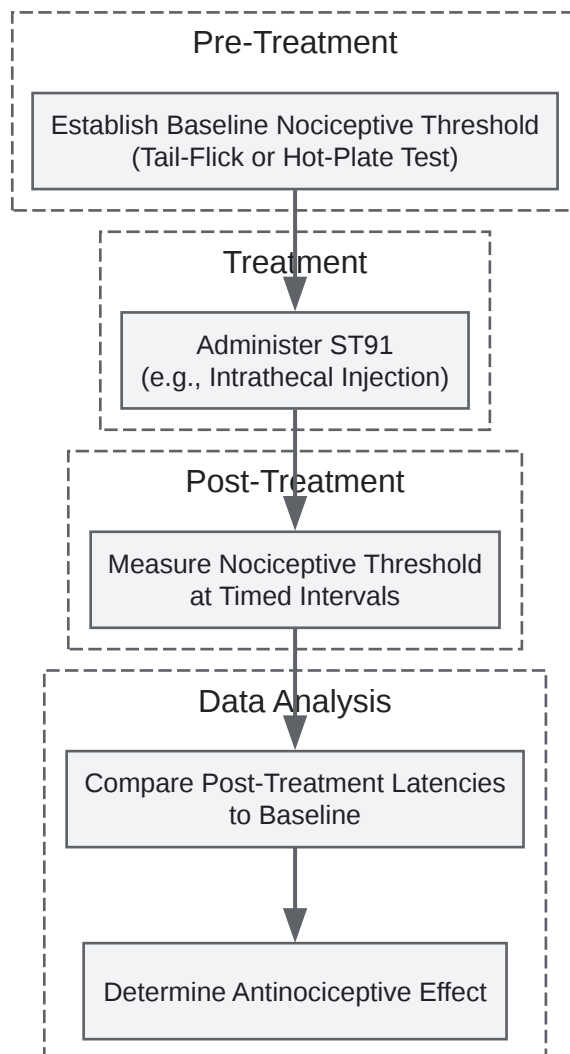 Pre-Treatment
Establish Baseline Nociceptive Threshold
(Tail-Flick or Hot-Plate Test)
Treatment
Administer ST91
(e.g., Intrathecal Injection)
Post-Treatment
Measure Nociceptive Threshold
at Timed Intervals
Data Analysis
Compare Post-Treatment Latencies
to Baseline
Determine Antinociceptive Effect